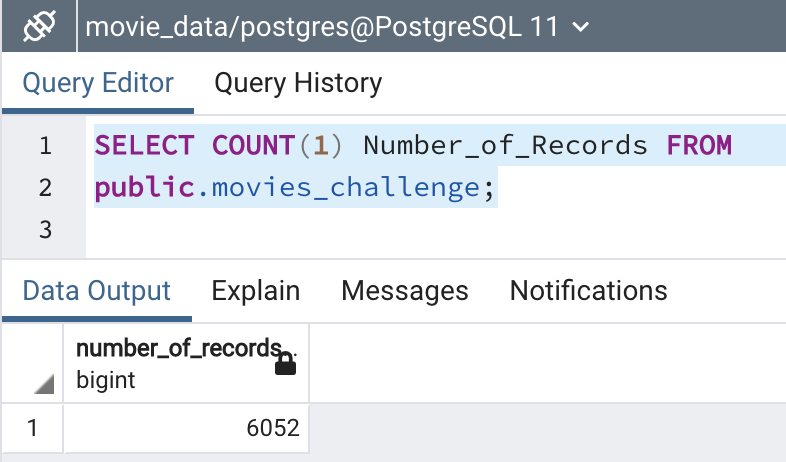 movie_data/postgres@PostgreSQL 11
Query Editor Query History
1 SELECT COUNT(1) Number_of_Records FROM
2 public.movies_challenge;
3
Data Output Explain Messages Notifications
number_of_records
bigint
1 6052